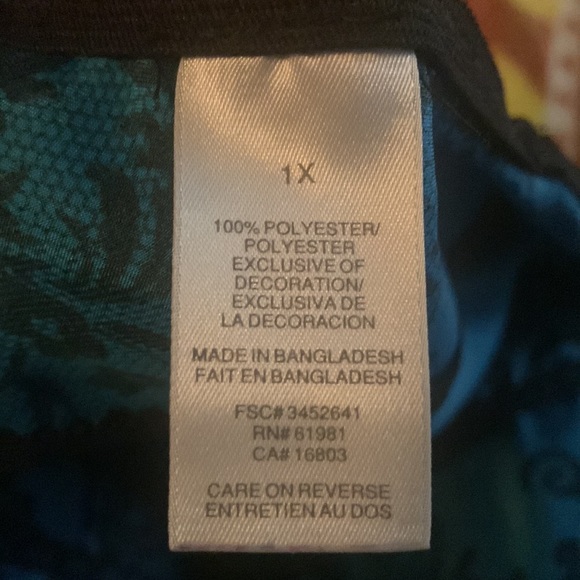 1X
100% POLYESTER/
POLYESTER
EXCLUSIVE OF
DECORATION/
EXCLUSIVA DE
LA DECORACION
MADE IN BANGLADESH
FAIT EN BANGLADESH
FSC# 3452641
RN# 61981
CA# 16803
CARE ON REVERSE
ENTRETIEN AU DOS